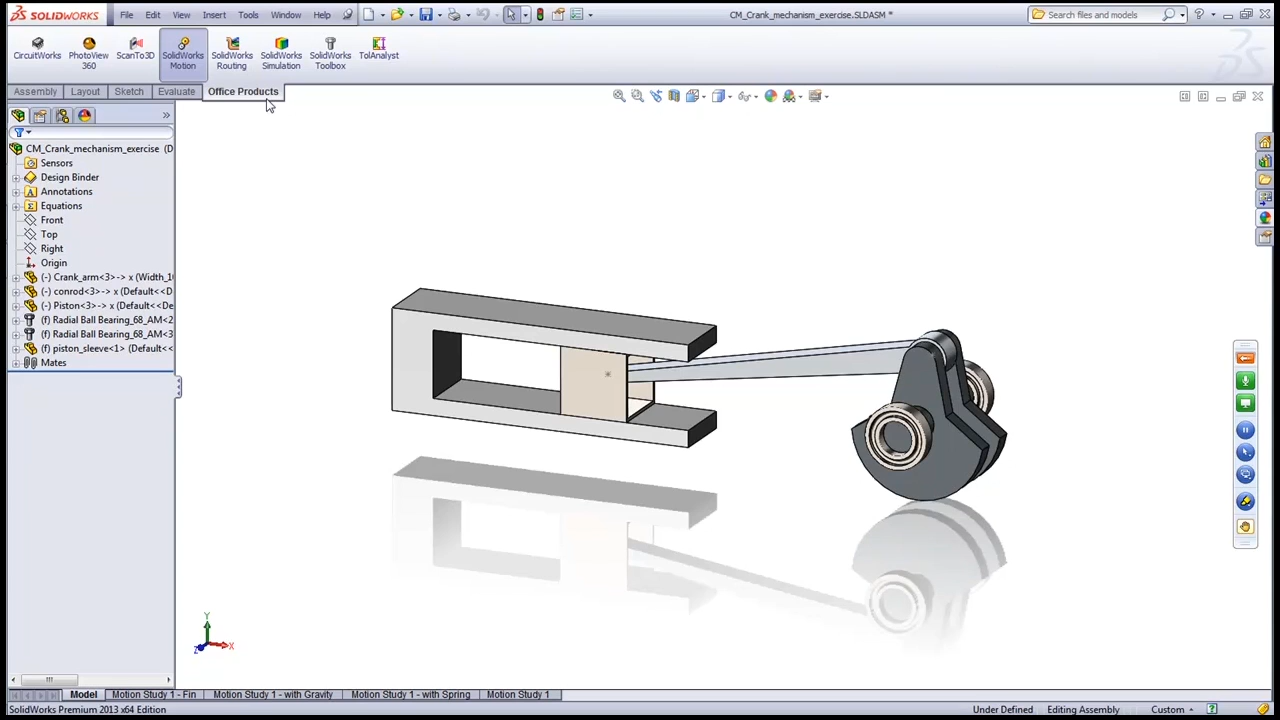 SOLIDWORKS File Edit View Insert Tools Window Help CM_Crank_mechanism_exercise.SLDASM * Search files and models
CircuitWorks PhotoView 360 ScanTo3D SolidWorks Motion SolidWorks Routing SolidWorks Simulation SolidWorks Toolbox TolAnalyst
Assembly Layout Sketch Evaluate Office Products
CM_Crank_mechanism_exercise (D
Sensors
Design Binder
Annotations
Equations
Front
Top
Right
Origin
(-) Crank_arm<3>-> x (Width_1
(-) conrod<3>-> x (Default<<D
(-) Piston<3>-> x (Default<<De
(f) Radial Ball Bearing_68_AM<2
(f) Radial Ball Bearing_68_AM<3
(f) piston_sleeve<1> (Default<<
Mates
Y
Z X
Model Motion Study 1 - Fin Motion Study 1 - with Gravity Motion Study 1 - with Spring Motion Study 1
SolidWorks Premium 2013 x64 Edition Under Defined Editing Assembly Custom